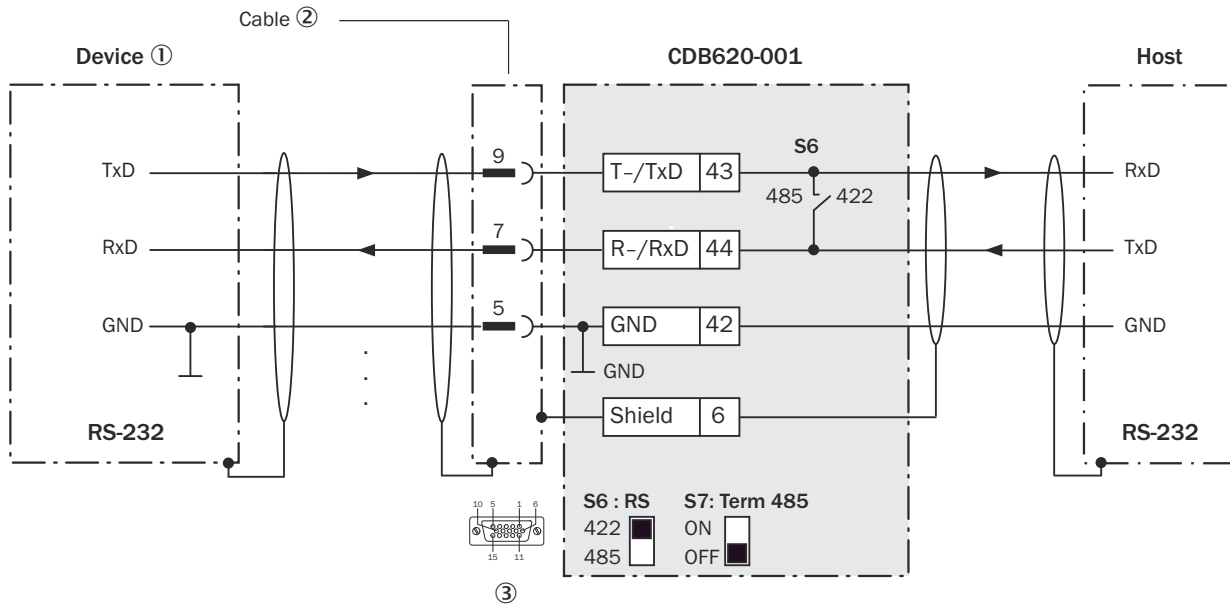 Cable ②
Device ①
CDB620-001
Host
TxD
9
T–/TxD 43
S6
RxD
485 422
RxD
7
R–/RxD 44
TxD
GND
5
GND 42
GND
GND
Shield 6
RS-232
RS-232
S6 : RS S7: Term 485
10 5 1 6
422 ON
485 OFF
15 11
③